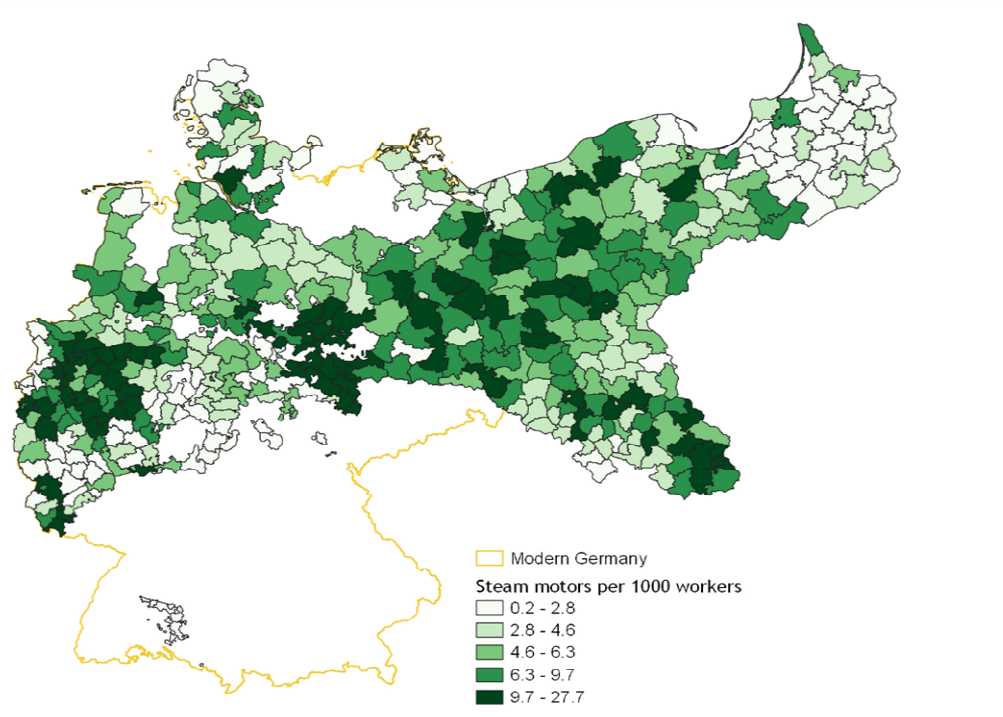 Modern Germany
Steam motors per 1000 workers
0.2 - 2.8
2.8 - 4.6
4.6 - 6.3
6.3 - 9.7
9.7 - 27.7